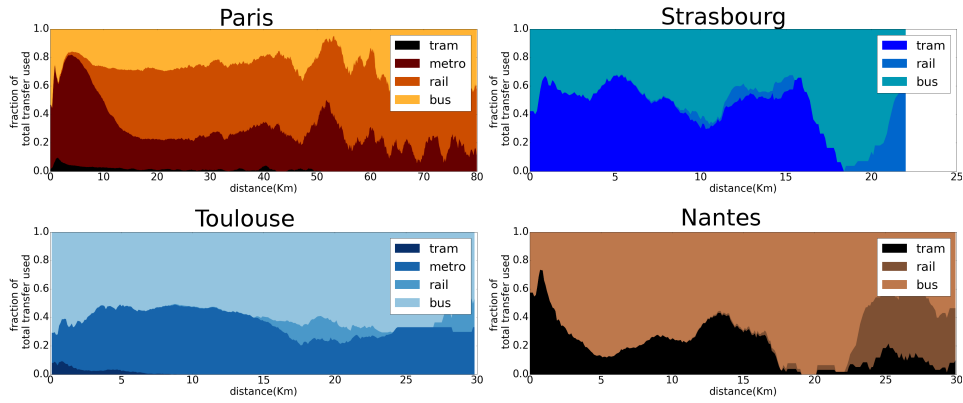 Paris
fraction of
total transfer used
1.0
0.8
0.6
0.4
0.2
0.0
tram
metro
rail
bus
0 10 20 30 40 50 60 70 80
distance(Km)
Strasbourg
fraction of
total transfer used
1.0
0.8
0.6
0.4
0.2
0.0
tram
rail
bus
0 5 10 15 20 25
distance(Km)
Toulouse
fraction of
total transfer used
1.0
0.8
0.6
0.4
0.2
0.0
tram
metro
rail
bus
0 5 10 15 20 25 30
distance(Km)
Nantes
fraction of
total transfer used
1.0
0.8
0.6
0.4
0.2
0.0
tram
rail
bus
0 5 10 15 20 25 30
distance(Km)